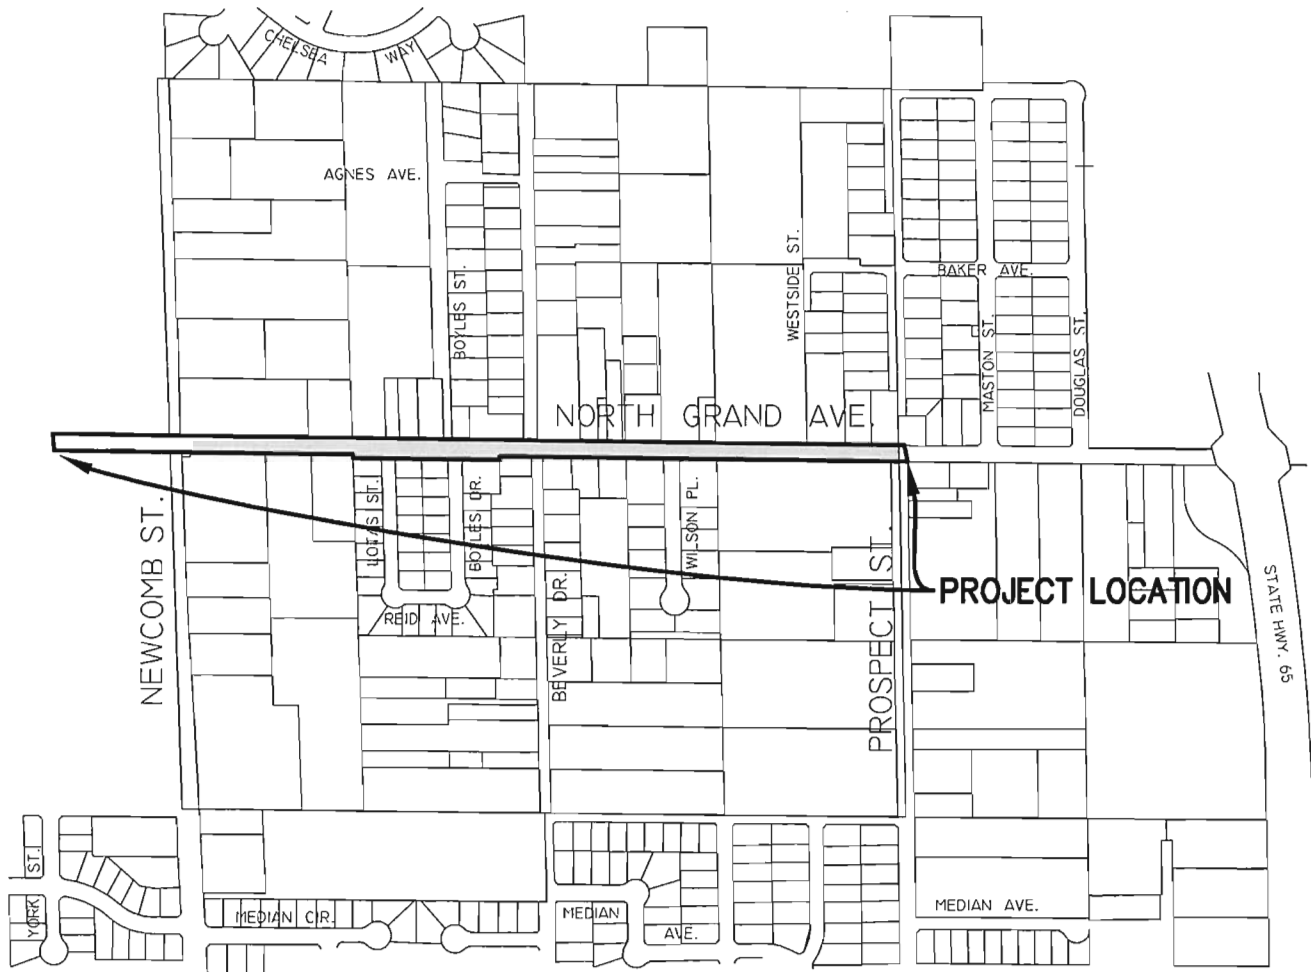 CHELSEA WAY
AGNES AVE.
BOYLES ST.
WESTSIDE ST.
BAKER AVE.
MASTON ST.
DOUGLAS ST.
NORTH GRAND AVE.
NEWCOMB ST.
LOTAS ST.
BOYLES DR.
WILSON PL.
BEVERLY DR.
PROSPECT ST.
REID AVE.
PROJECT LOCATION
STATE HWY. 65
YORK ST.
MEDIAN CIR.
MEDIAN AVE.
MEDIAN AVE.